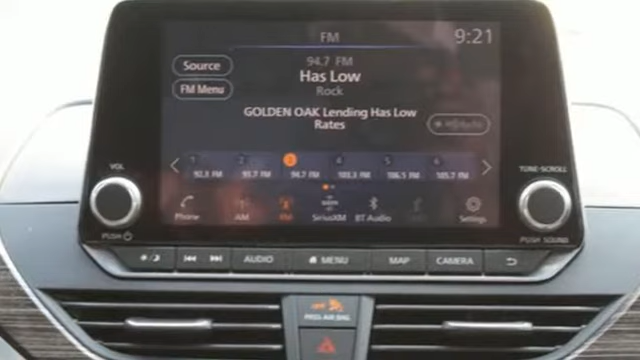 FM
9:21
Source
94.7 FM
Has Low
FM Menu
Rock
GOLDEN OAK Lending Has Low
Rates
1 2 3 4 5 6
92.3 FM 93.7 FM 94.7 FM 103.3 FM 106.5 FM 105.7 FM
Phone AM FM SiriusXM BT Audio Settings
VOL
TUNE·SCROLL
PUSH
PUSH SOUND
AUDIO MENU MAP CAMERA
PASS AIR BAG